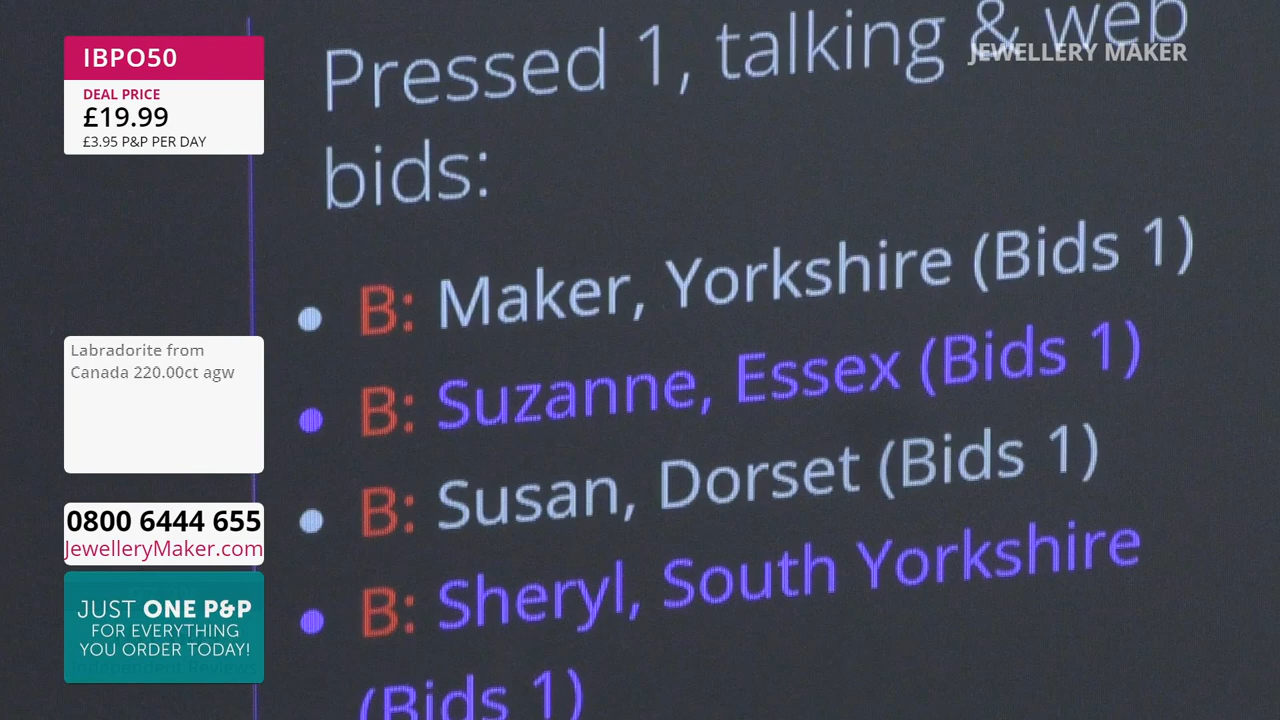 IBPO50
DEAL PRICE
£19.99
£3.95 P&P PER DAY
Labradorite from
Canada 220.00ct agw
0800 6444 655
JewelleryMaker.com
JUST ONE P&P
FOR EVERYTHING
YOU ORDER TODAY!
Independent Reviews
JEWELLERY MAKER
Pressed 1, talking & web
bids:
• B: Maker, Yorkshire (Bids 1)
• B: Suzanne, Essex (Bids 1)
• B: Susan, Dorset (Bids 1)
• B: Sheryl, South Yorkshire
(Bids 1)